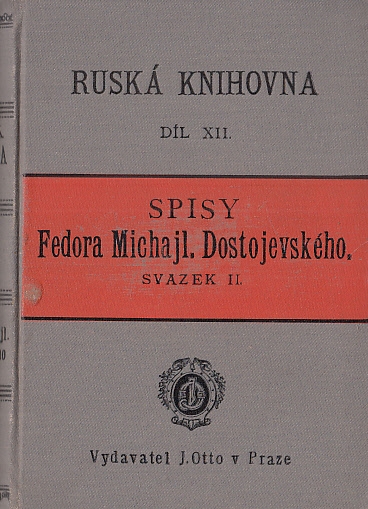 RUSKÁ KNIHOVNA
DÍL XII.
SPISY
Fedora Michajl. Dostojevského.
SVAZEK II.
Vydavatel J. Otto v Praze